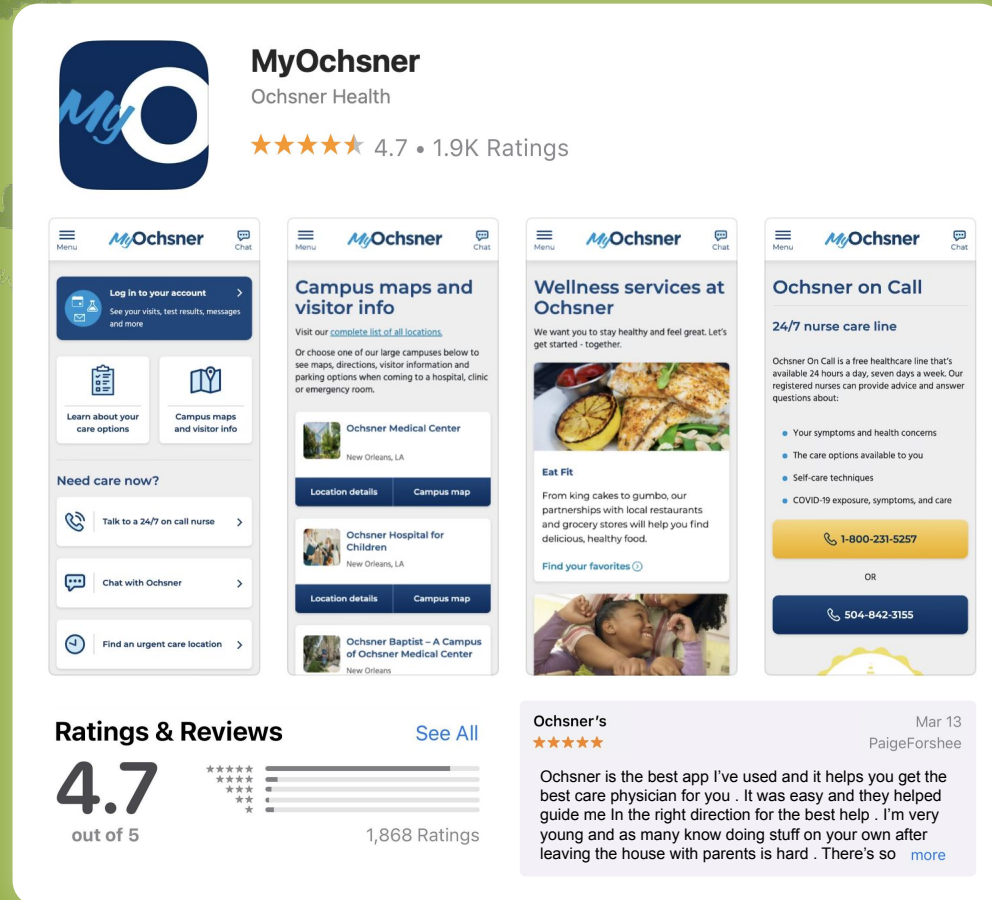 My
MyOchsner
Ochsner Health
4.7 • 1.9K Ratings
Menu
MyOchsner
Chat
Log in to your account
See your visits, test results, messages
and more
Learn about your
care options
Campus maps
and visitor info
Need care now?
Talk to a 24/7 on call nurse
Chat with Ochsner
Find an urgent care location
Menu
MyOchsner
Chat
Campus maps and
visitor info
Visit our complete list of all locations.
Or choose one of our large campuses below to
see maps, directions, visitor information and
parking options when coming to a hospital, clinic
or emergency room.
Ochsner Medical Center
New Orleans, LA
Location details
Campus map
Ochsner Hospital for
Children
New Orleans, LA
Location details
Campus map
Ochsner Baptist – A Campus
of Ochsner Medical Center
New Orleans
Menu
MyOchsner
Chat
Wellness services at
Ochsner
We want you to stay healthy and feel great. Let's
get started - together.
Eat Fit
From king cakes to gumbo, our
partnerships with local restaurants
and grocery stores will help you find
delicious, healthy food.
Find your favorites
Menu
MyOchsner
Chat
Ochsner on Call
24/7 nurse care line
Ochsner On Call is a free healthcare line that's
available 24 hours a day, seven days a week. Our
registered nurses can provide advice and answer
questions about:
• Your symptoms and health concerns
• The care options available to you
• Self-care techniques
• COVID-19 exposure, symptoms, and care
1-800-231-5257
OR
504-842-3155
Ratings & Reviews
See All
4.7
out of 5
1,868 Ratings
Ochsner's
Mar 13
PaigeForshee
Ochsner is the best app I've used and it helps you get the
best care physician for you . It was easy and they helped
guide me In the right direction for the best help . I'm very
young and as many know doing stuff on your own after
leaving the house with parents is hard . There's so more